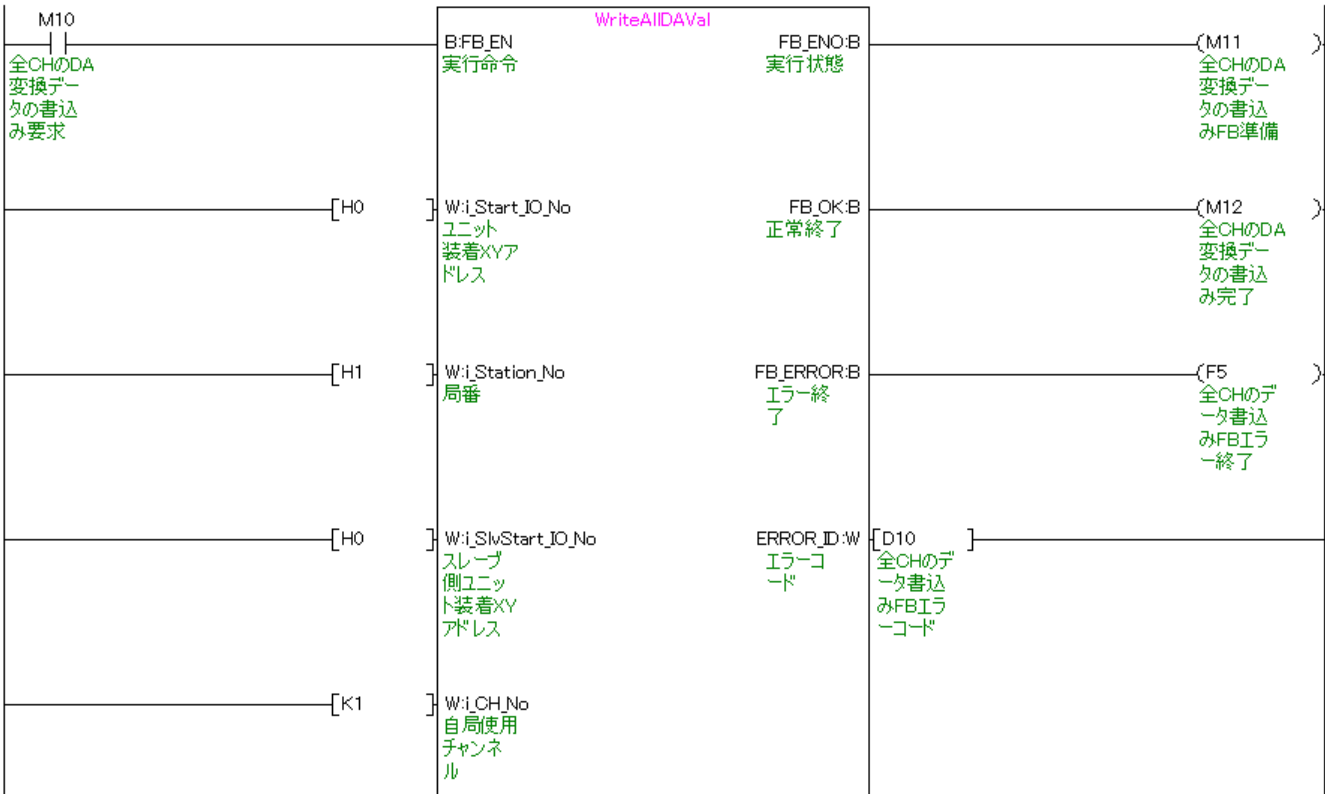 M10
全CHのDA
変換デー
タの書込
み要求
WriteAllDAVal
B:FB_EN
実行命令
FB_ENO:B
実行状態
(M11 )
全CHのDA
変換デー
タの書込
みFB準備
[H0 ]
W:i_Start_IO_No
ユニット
装着XYア
ドレス
FB_OK:B
正常終了
(M12 )
全CHのDA
変換デー
タの書込
み完了
[H1 ]
W:i_Station_No
局番
FB_ERROR:B
エラー終
了
(F5 )
全CHのデ
ータ書込
みFBエラ
ー終了
[H0 ]
W:i_SlvStart_IO_No
スレーブ
側ユニッ
ト装着XY
アドレス
ERROR_ID:W
エラーコ
ード
[D10 ]
全CHのデ
ータ書込
みFBエラ
ーコード
[K1 ]
W:i_CH_No
自局使用
チャンネ
ル